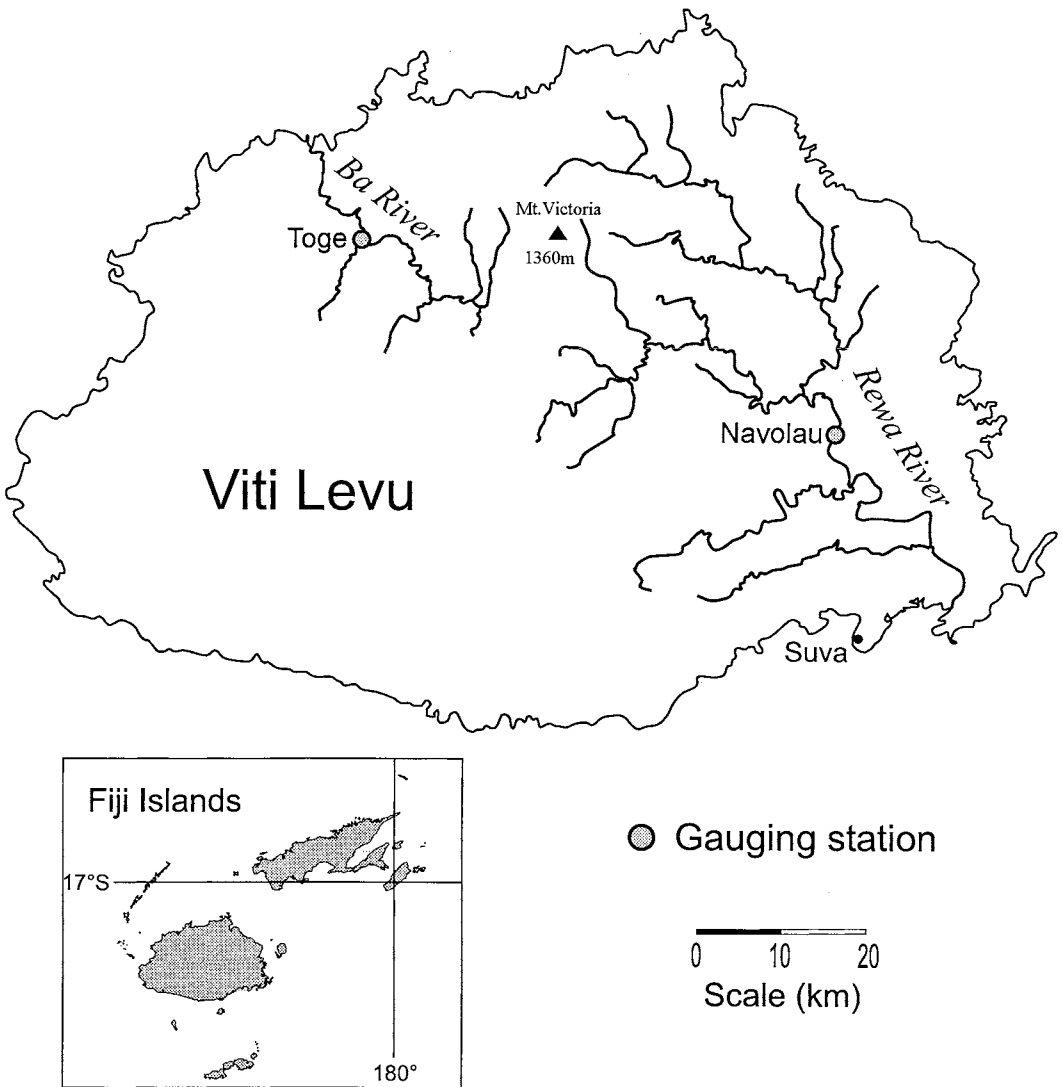 Ba River
Mt.Victoria
1360m
Toge
Rewa River
Navolau
Viti Levu
Suva
Fiji Islands
17°S
180°
Gauging station
0 10 20
Scale (km)